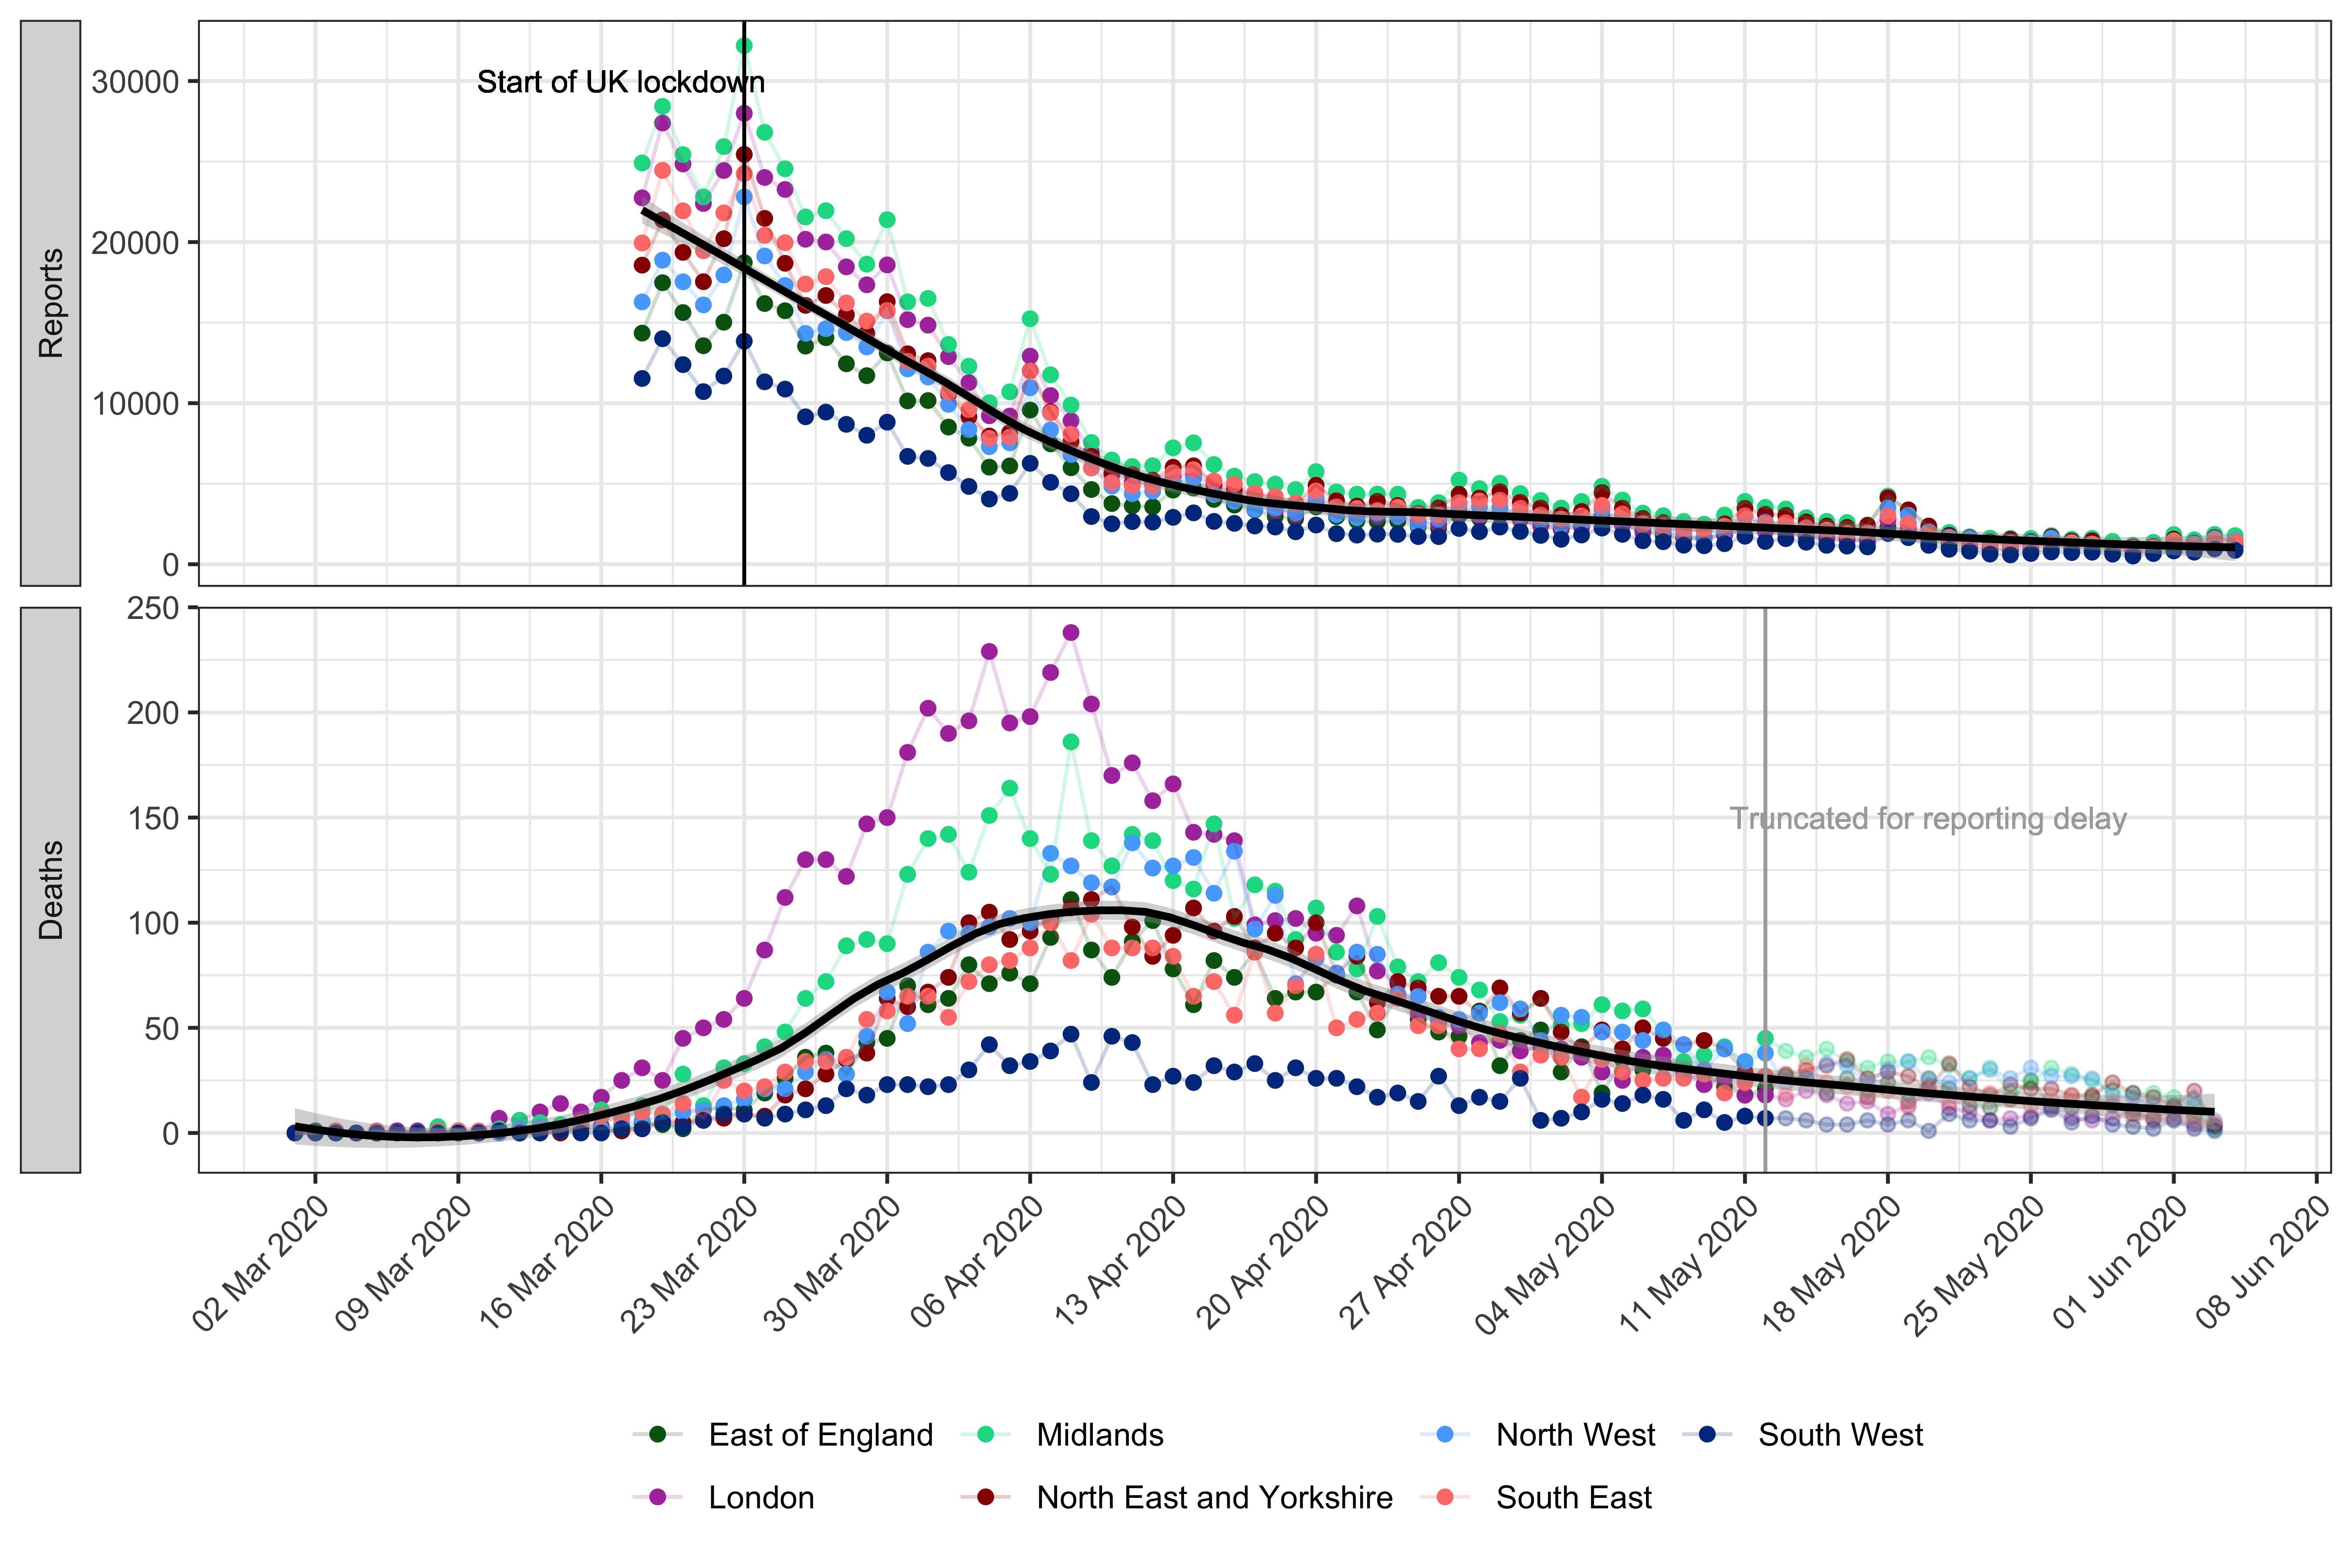 Reports
30000
20000
10000
0
Start of UK lockdown
Deaths
250
200
150
100
50
0
Truncated for reporting delay
02 Mar 2020
09 Mar 2020
16 Mar 2020
23 Mar 2020
30 Mar 2020
06 Apr 2020
13 Apr 2020
20 Apr 2020
27 Apr 2020
04 May 2020
11 May 2020
18 May 2020
25 May 2020
01 Jun 2020
08 Jun 2020
East of England
Midlands
North West
South West
London
North East and Yorkshire
South East